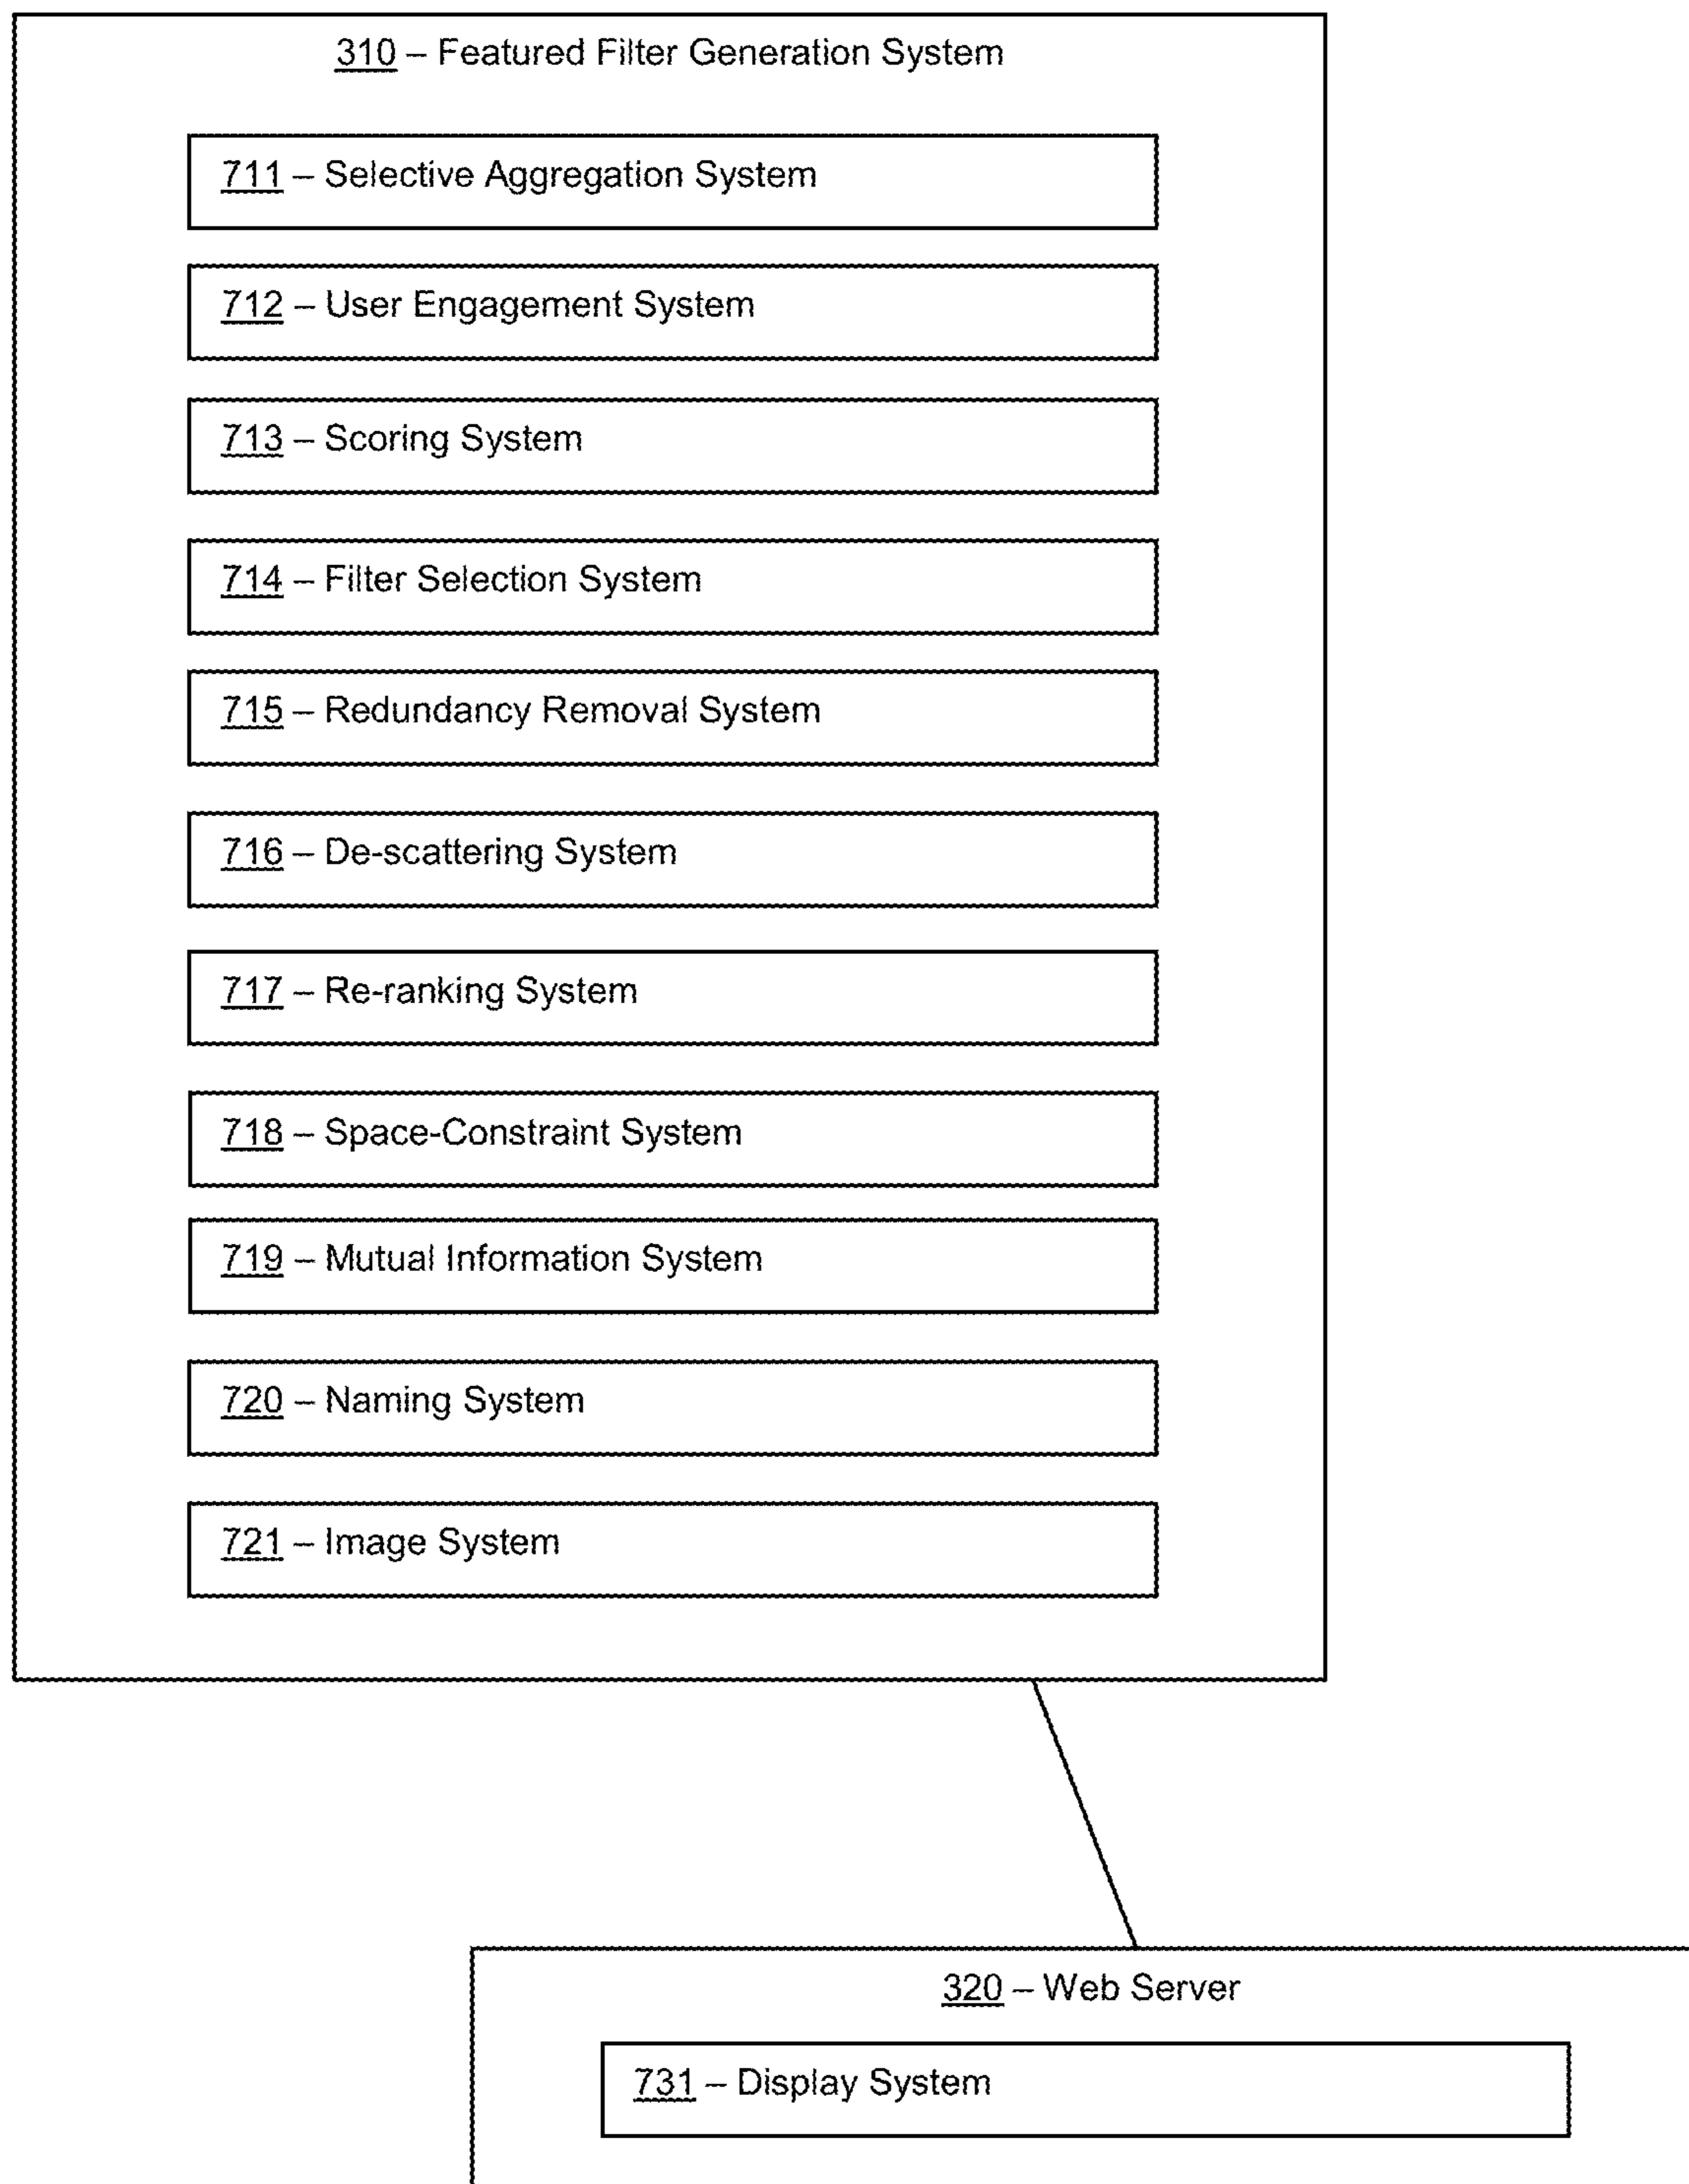 310 – Featured Filter Generation System
711 – Selective Aggregation System
712 – User Engagement System
713 – Scoring System
714 – Filter Selection System
715 – Redundancy Removal System
716 – De-scattering System
717 – Re-ranking System
718 – Space-Constraint System
719 – Mutual Information System
720 – Naming System
721 – Image System
320 – Web Server
731 – Display System